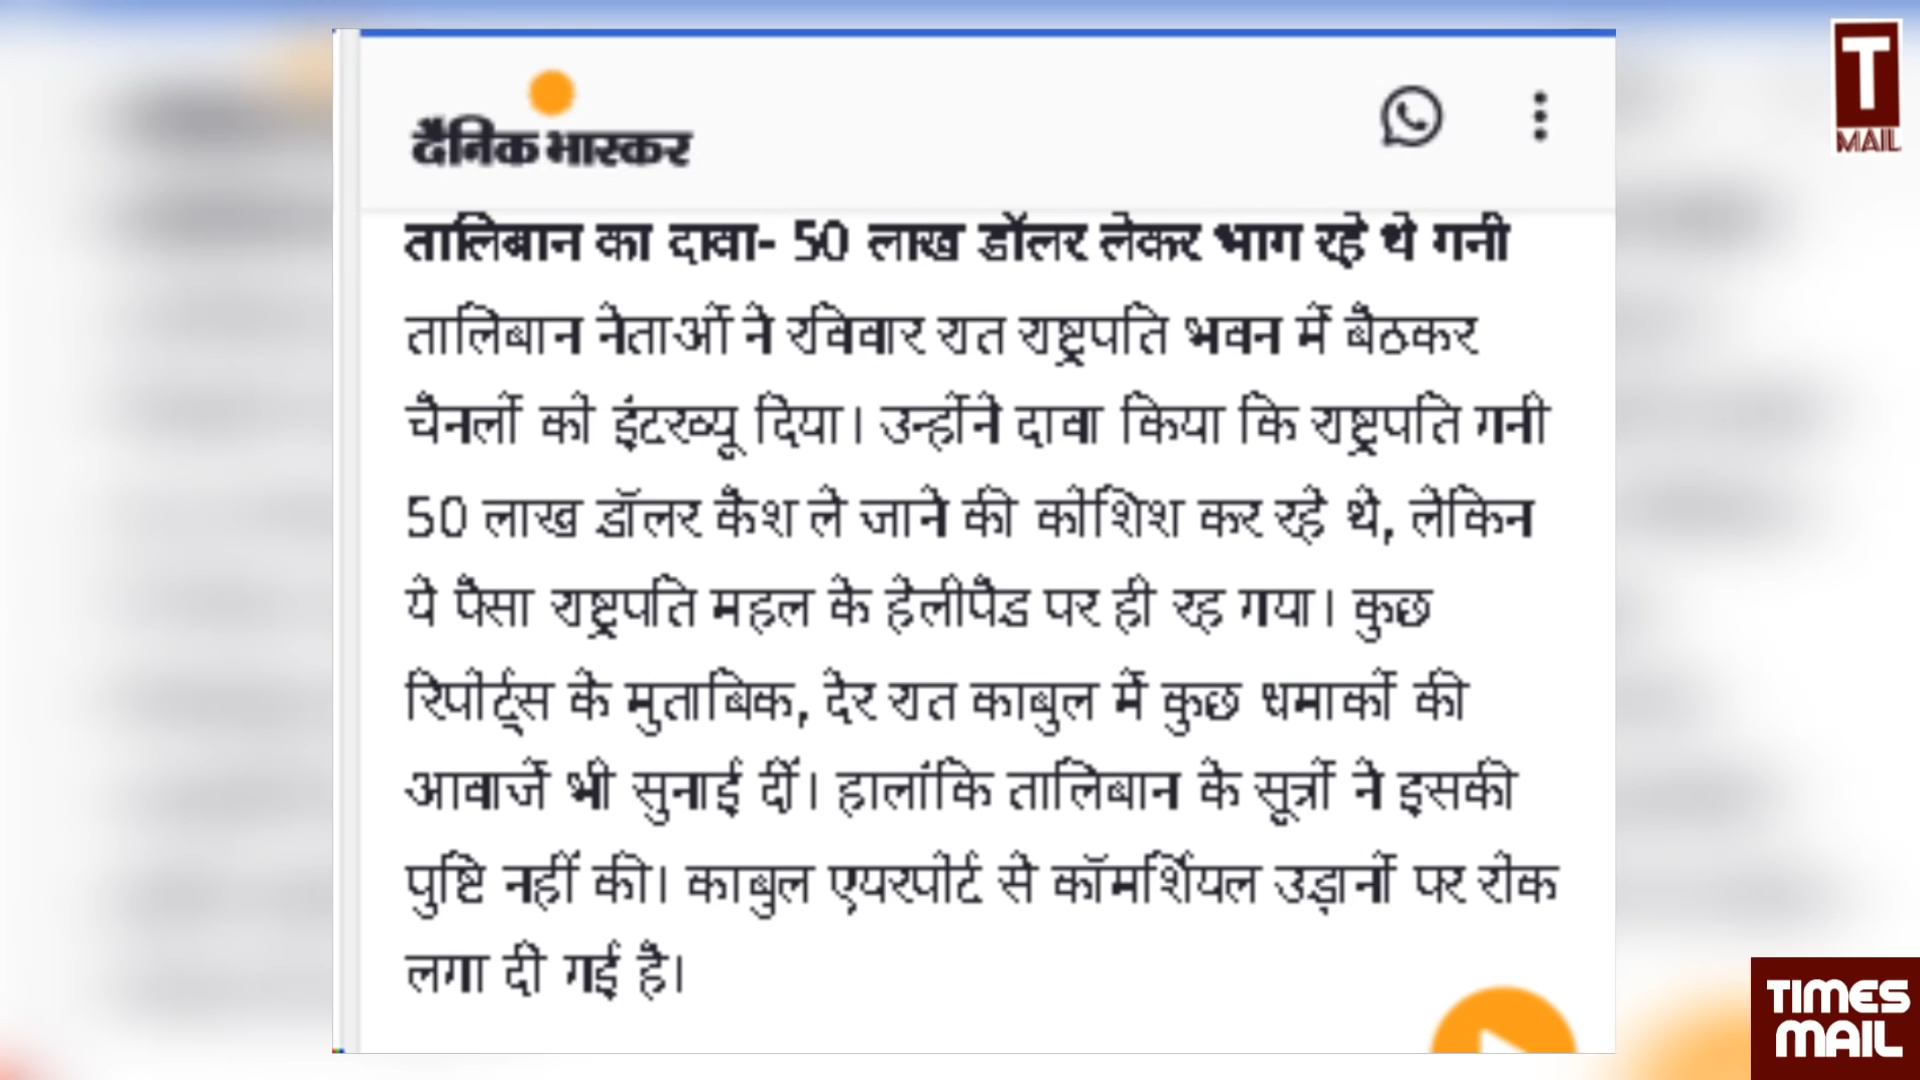 दैनिक भास्कर
T
MAIL
तालिबान का दावा- 50 लाख डॉलर लेकर भाग रहे थे गनी
तालिबान नेताओं ने रविवार रात राष्ट्रपति भवन में बैठकर
चैनलों को इंटरव्यू दिया। उन्होंने दावा किया कि राष्ट्रपति गनी
50 लाख डॉलर कैश ले जाने की कोशिश कर रहे थे, लेकिन
ये पैसा राष्ट्रपति महल के हेलीपैड पर ही रह गया। कुछ
रिपोर्ट्स के मुताबिक, देर रात काबुल में कुछ धमाकों की
आवाजें भी सुनाई दीं। हालांकि तालिबान के सूत्रों ने इसकी
पुष्टि नहीं की। काबुल एयरपोर्ट से कॉमर्शियल उड़ानों पर रोक
लगा दी गई है।
TIMES
MAIL